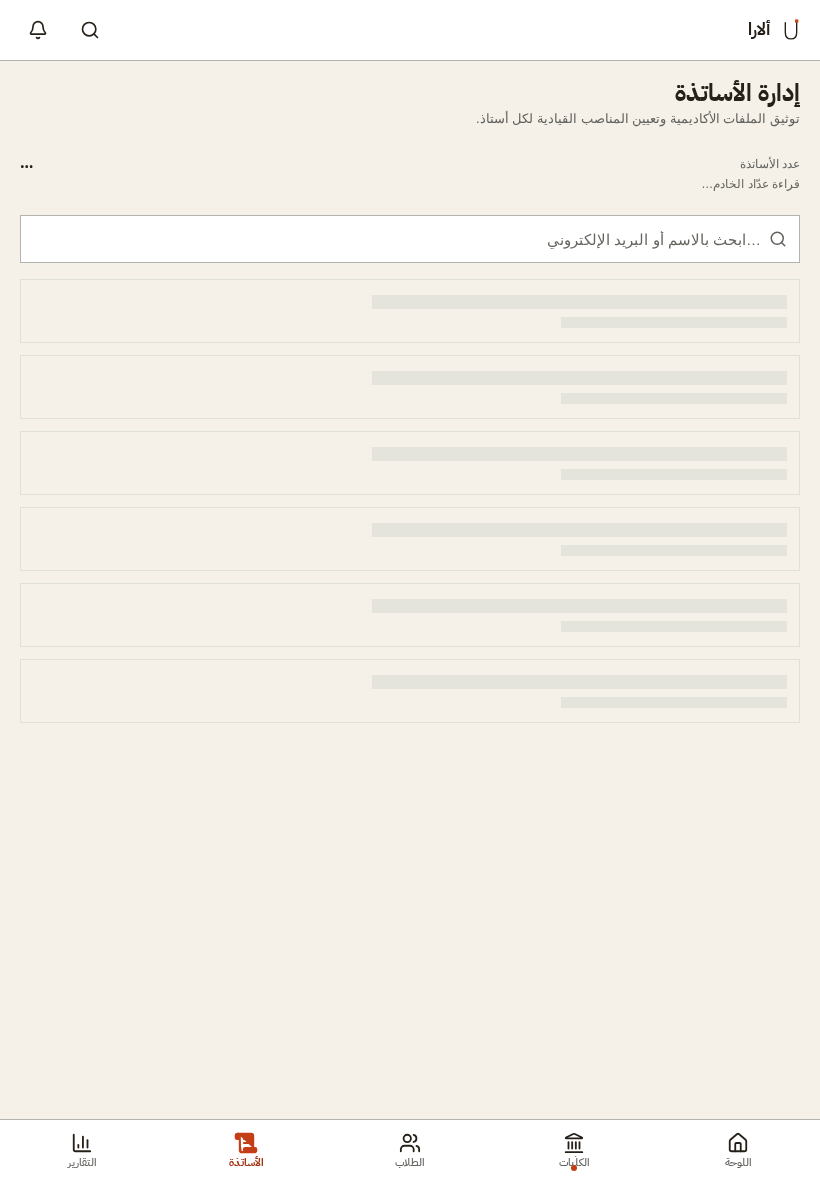 ألارا
إدارة الأساتذة
توثيق الملفات الأكاديمية وتعيين المناصب القيادية لكل أستاذ.
عدد الأساتذة
...
قراءة عدّاد الخادم...
ابحث بالاسم أو البريد الإلكتروني...
اللوحة
الكليات
الطلاب
الأساتذة
التقارير